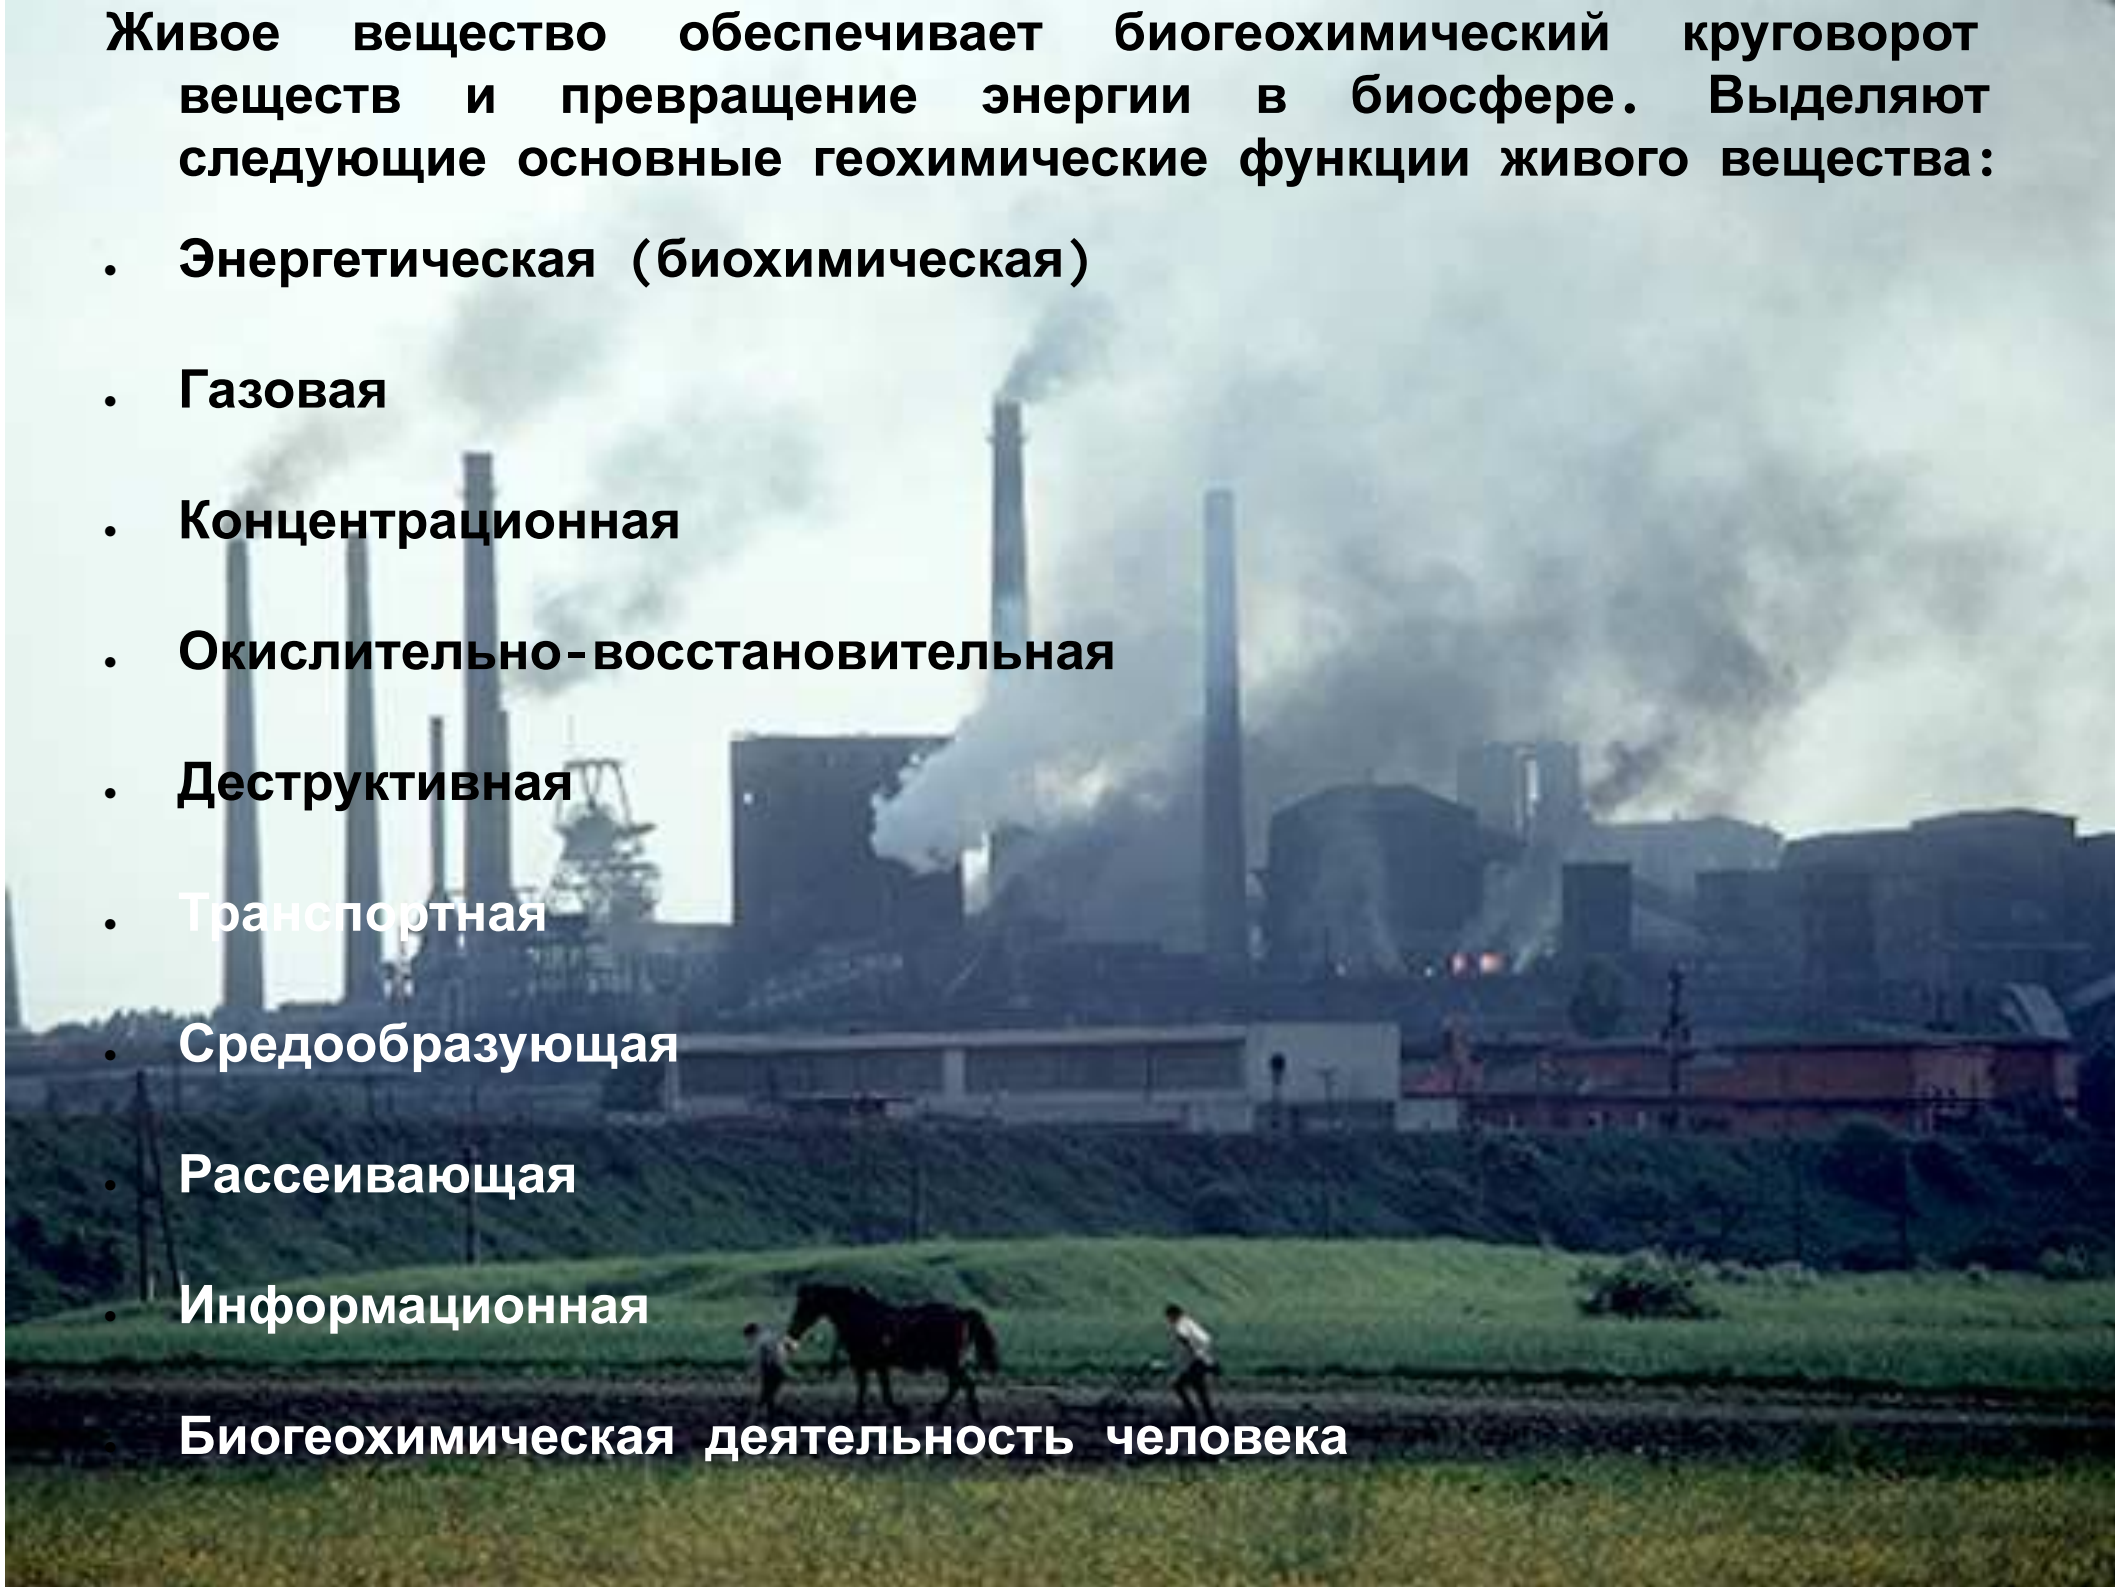 Живое вещество обеспечивает биогеохимический круговорот
веществ и превращение энергии в биосфере. Выделяют
следующие основные геохимические функции живого вещества:
• Энергетическая (биохимическая)
• Газовая
• Концентрационная
• Окислительно-восстановительная
• Деструктивная
• Транспортная
• Средообразующая
• Рассеивающая
• Информационная
• Биогеохимическая деятельность человека